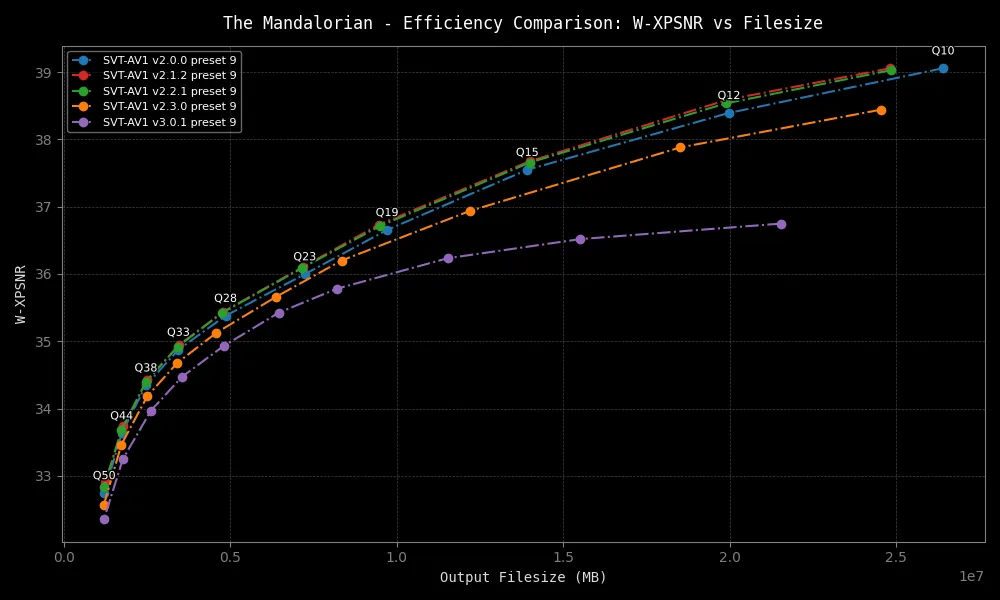 The Mandalorian - Efficiency Comparison: W-XPSNR vs Filesize
SVT-AV1 v2.0.0 preset 9
SVT-AV1 v2.1.2 preset 9
SVT-AV1 v2.2.1 preset 9
SVT-AV1 v2.3.0 preset 9
SVT-AV1 v3.0.1 preset 9
Q10
Q12
Q15
Q19
Q23
Q28
Q33
Q38
Q44
Q50
39
38
37
36
35
34
33
W-XPSNR
0.0 0.5 1.0 1.5 2.0 2.5
1e7
Output Filesize (MB)